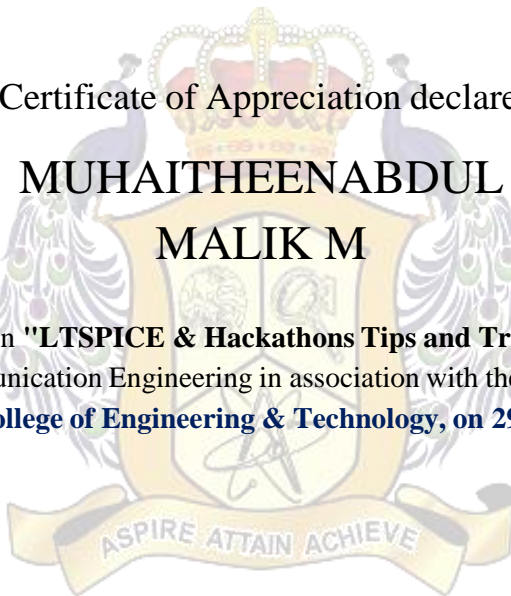 Certificate of Appreciation declare
MUHAITHEENABDUL
MALIK M
n "LTSPICE & Hackathons Tips and Tr
unication Engineering in association with the
ollege of Engineering & Technology, on 29
ASPIRE ATTAIN ACHIEVE